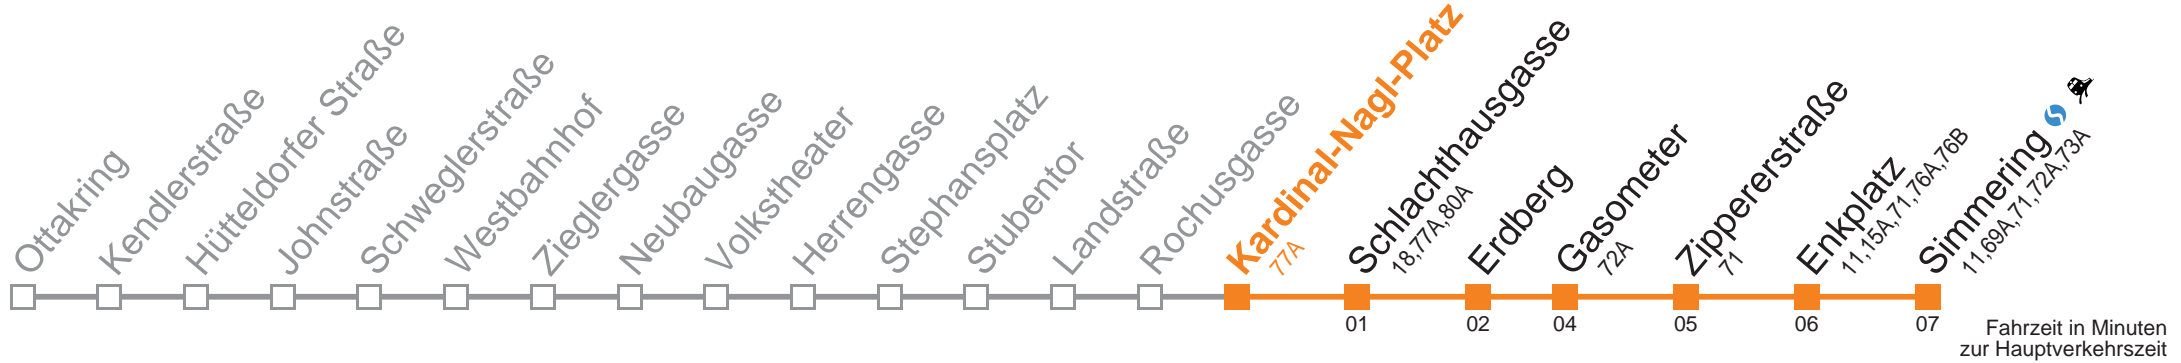 Ottakring
Kendlerstraße
Hütteldorfer Straße
Johnstraße
Schweglerstraße
Westbahnhof
Zieglergasse
Neubaugasse
Volkstheater
Herrengasse
Stephansplatz
Stubentor
Landstraße
Rochusgasse
Kardinal-Nagl-Platz
77A
Schlachthausgasse
18,77A,80A
Erdberg
Gasometer
72A
Zippererstraße
71
Enkplatz
11,15A,71,76A,76B
Simmering
11,69A,71,72A,73A
01
02
04
05
06
07
Fahrzeit in Minuten
zur Hauptverkehrszeit